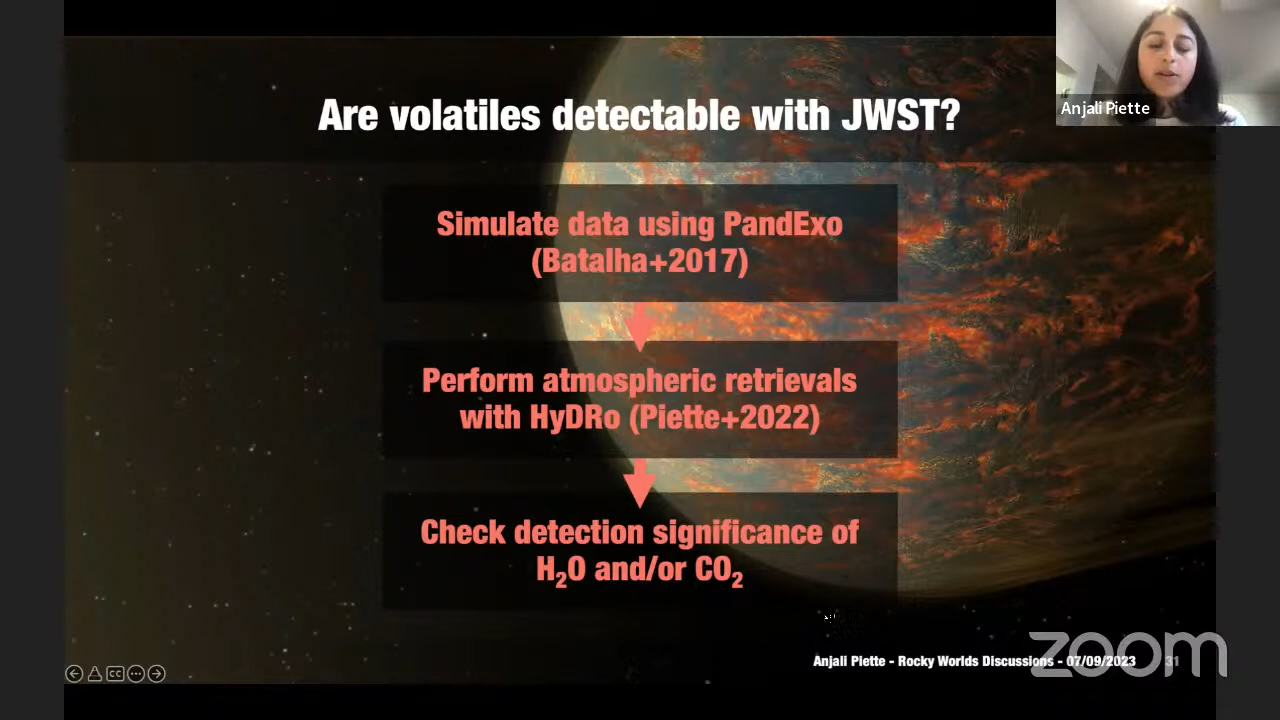 Are volatiles detectable with JWST?
Anjali Piette
Simulate data using PandExo
(Batalha+2017)
Perform atmospheric retrievals
with HyDRo (Piette+2022)
Check detection significance of
H₂O and/or CO₂
Anjali Piette - Rocky Worlds Discussions - 07/09/2023 31
zoom
CC